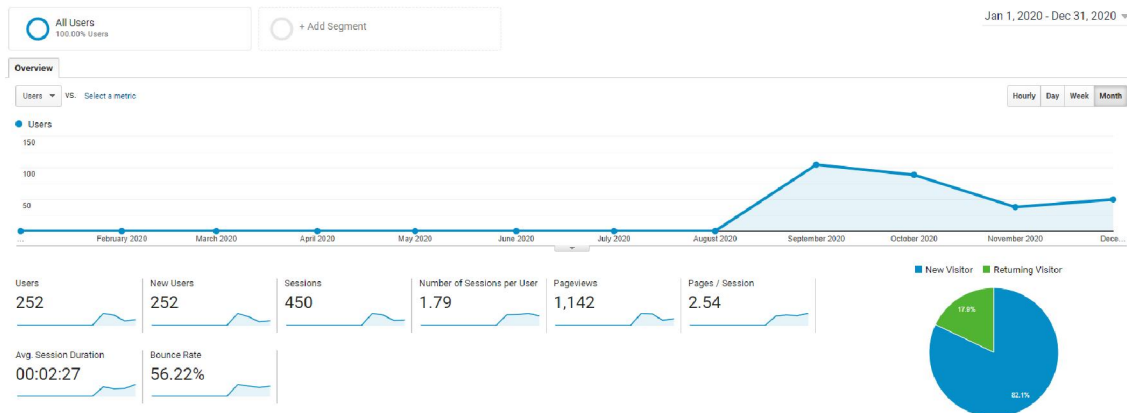 All Users
100.00% Users
+ Add Segment
Jan 1, 2020 - Dec 31, 2020
Overview
Users VS. Select a metric
Hourly Day Week Month
Users
150
100
50
... February 2020 March 2020 April 2020 May 2020 June 2020 July 2020 August 2020 September 2020 October 2020 November 2020 Dece...
New Visitor Returning Visitor
Users New Users Sessions Number of Sessions per User Pageviews Pages / Session
252 252 450 1.79 1,142 2.54
17.9%
Avg. Session Duration Bounce Rate
00:02:27 56.22%
82.1%